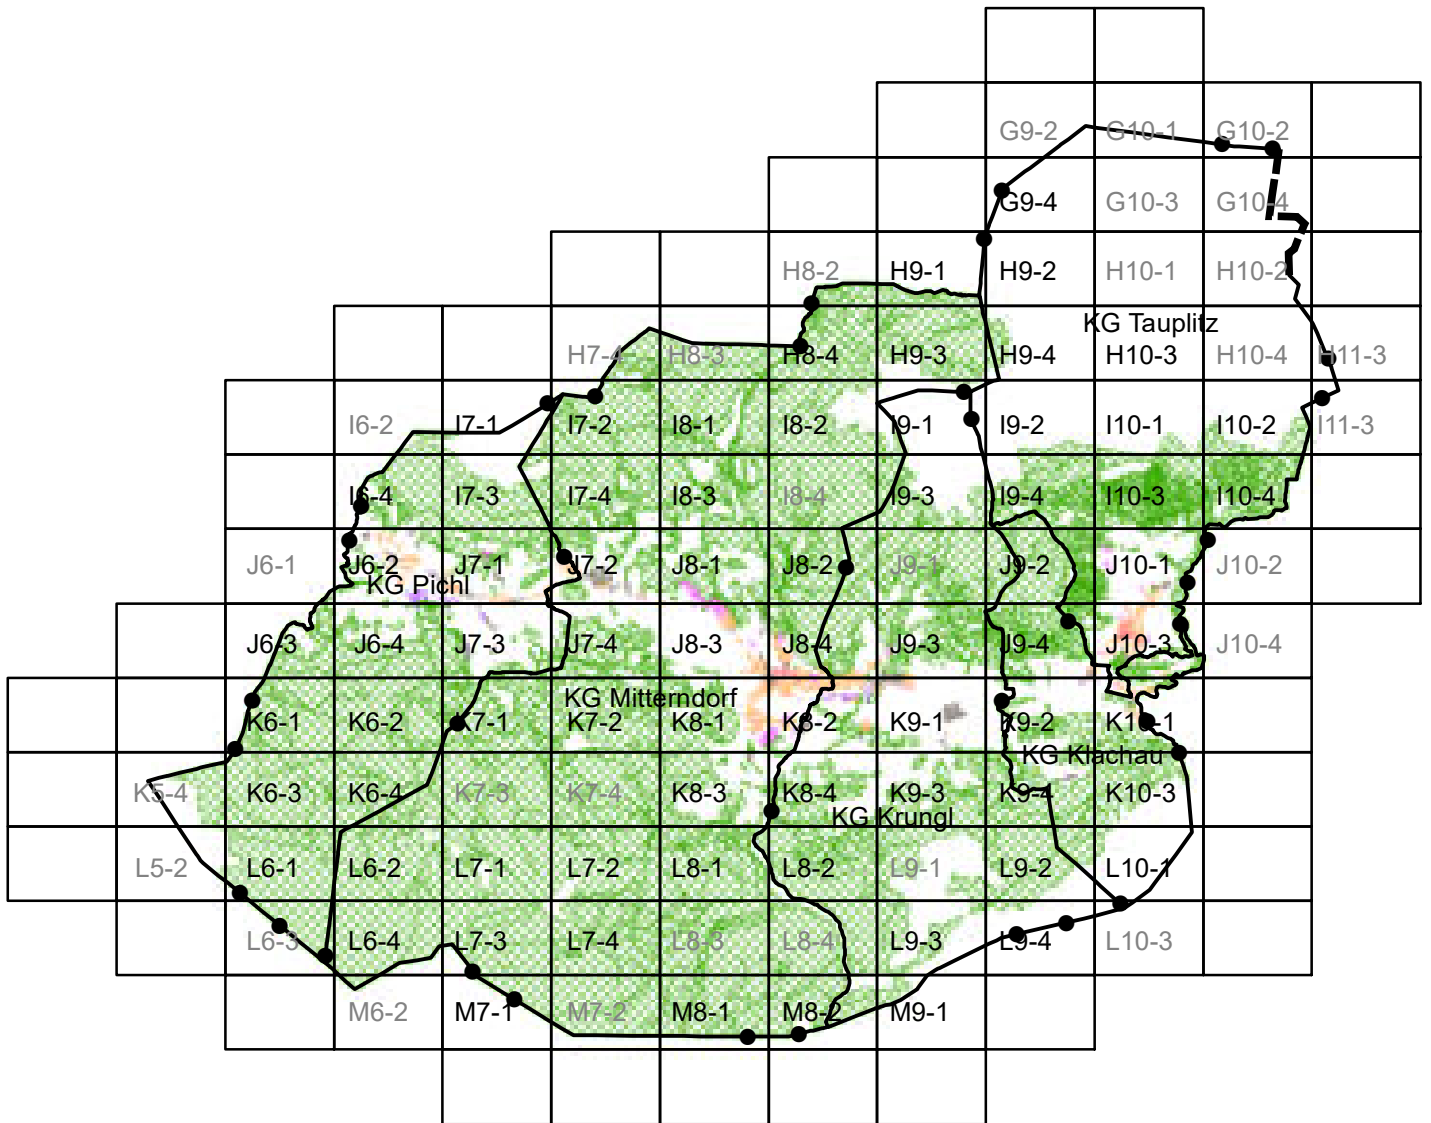 G9-2 G10-1 G10-2
G9-4 G10-3 G10-4
H8-2 H9-1 H9-2 H10-1 H10-2
KG Tauplitz
H7-4 H8-3 H8-4 H9-3 H9-4 H10-3 H10-4 H11-3
I6-2 I7-1 I7-2 I8-1 I8-2 I9-1 I9-2 I10-1 I10-2 I11-3
I6-4 I7-3 I7-4 I8-3 I8-4 I9-3 I9-4 I10-3 I10-4
J6-1 J6-2 J7-1 J7-2 J8-1 J8-2 J9-1 J9-2 J10-1 J10-2
KG Pichl
J6-3 J6-4 J7-3 J7-4 J8-3 J8-4 J9-3 J9-4 J10-3 J10-4
KG Mitterndorf
K6-1 K6-2 K7-1 K7-2 K8-1 K8-2 K9-1 K9-2 K10-1
KG Klachau
K5-4 K6-3 K6-4 K7-3 K7-4 K8-3 K8-4 K9-3 K9-4 K10-3
KG Krungl
L5-2 L6-1 L6-2 L7-1 L7-2 L8-1 L8-2 L9-1 L9-2 L10-1
L6-3 L6-4 L7-3 L7-4 L8-3 L8-4 L9-3 L9-4 L10-3
M6-2 M7-1 M7-2 M8-1 M8-2 M9-1